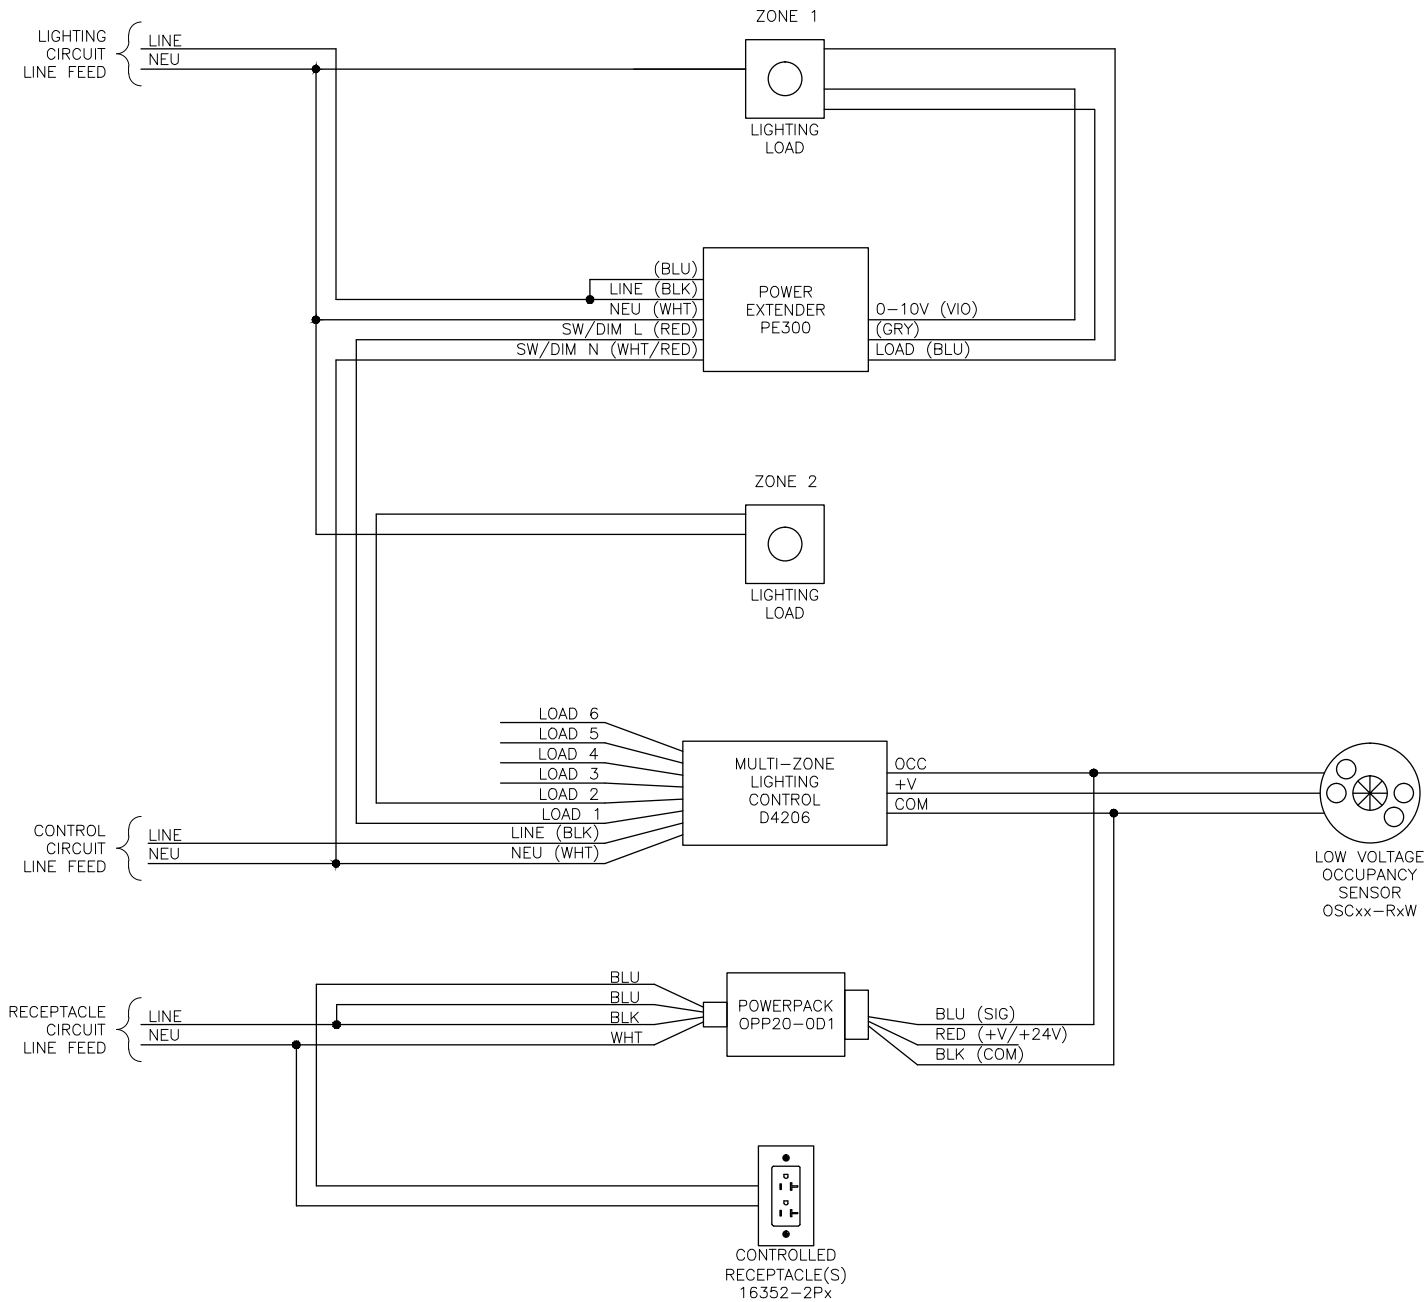 ZONE 1
LIGHTING
CIRCUIT
LINE FEED
LINE
NEU
LIGHTING
LOAD
(BLU)
LINE (BLK)
NEU (WHT)
SW/DIM L (RED)
SW/DIM N (WHT/RED)
POWER
EXTENDER
PE300
0-10V (VIO)
(GRY)
LOAD (BLU)
ZONE 2
LIGHTING
LOAD
LOAD 6
LOAD 5
LOAD 4
LOAD 3
LOAD 2
LOAD 1
LINE (BLK)
NEU (WHT)
MULTI-ZONE
LIGHTING
CONTROL
D4206
OCC
+V
COM
CONTROL
CIRCUIT
LINE FEED
LINE
NEU
LOW VOLTAGE
OCCUPANCY
SENSOR
OSCxx-RxW
RECEPTACLE
CIRCUIT
LINE FEED
LINE
NEU
BLU
BLU
BLK
WHT
POWERPACK
OPP20-0D1
BLU (SIG)
RED (+V/+24V)
BLK (COM)
CONTROLLED
RECEPTACLE(S)
16352-2Px